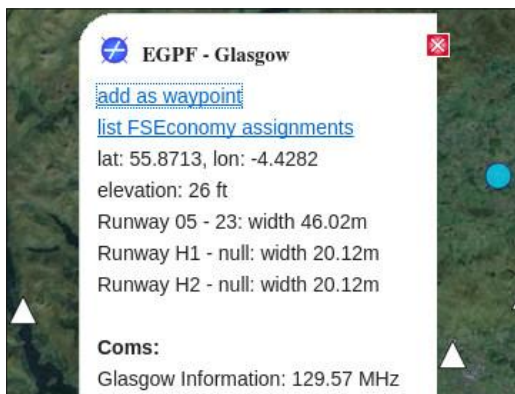 EGPF - Glasgow
add as waypoint
list FSEconomy assignments
lat: 55.8713, lon: -4.4282
elevation: 26 ft
Runway 05 - 23: width 46.02m
Runway H1 - null: width 20.12m
Runway H2 - null: width 20.12m
Coms:
Glasgow Information: 129.57 MHz